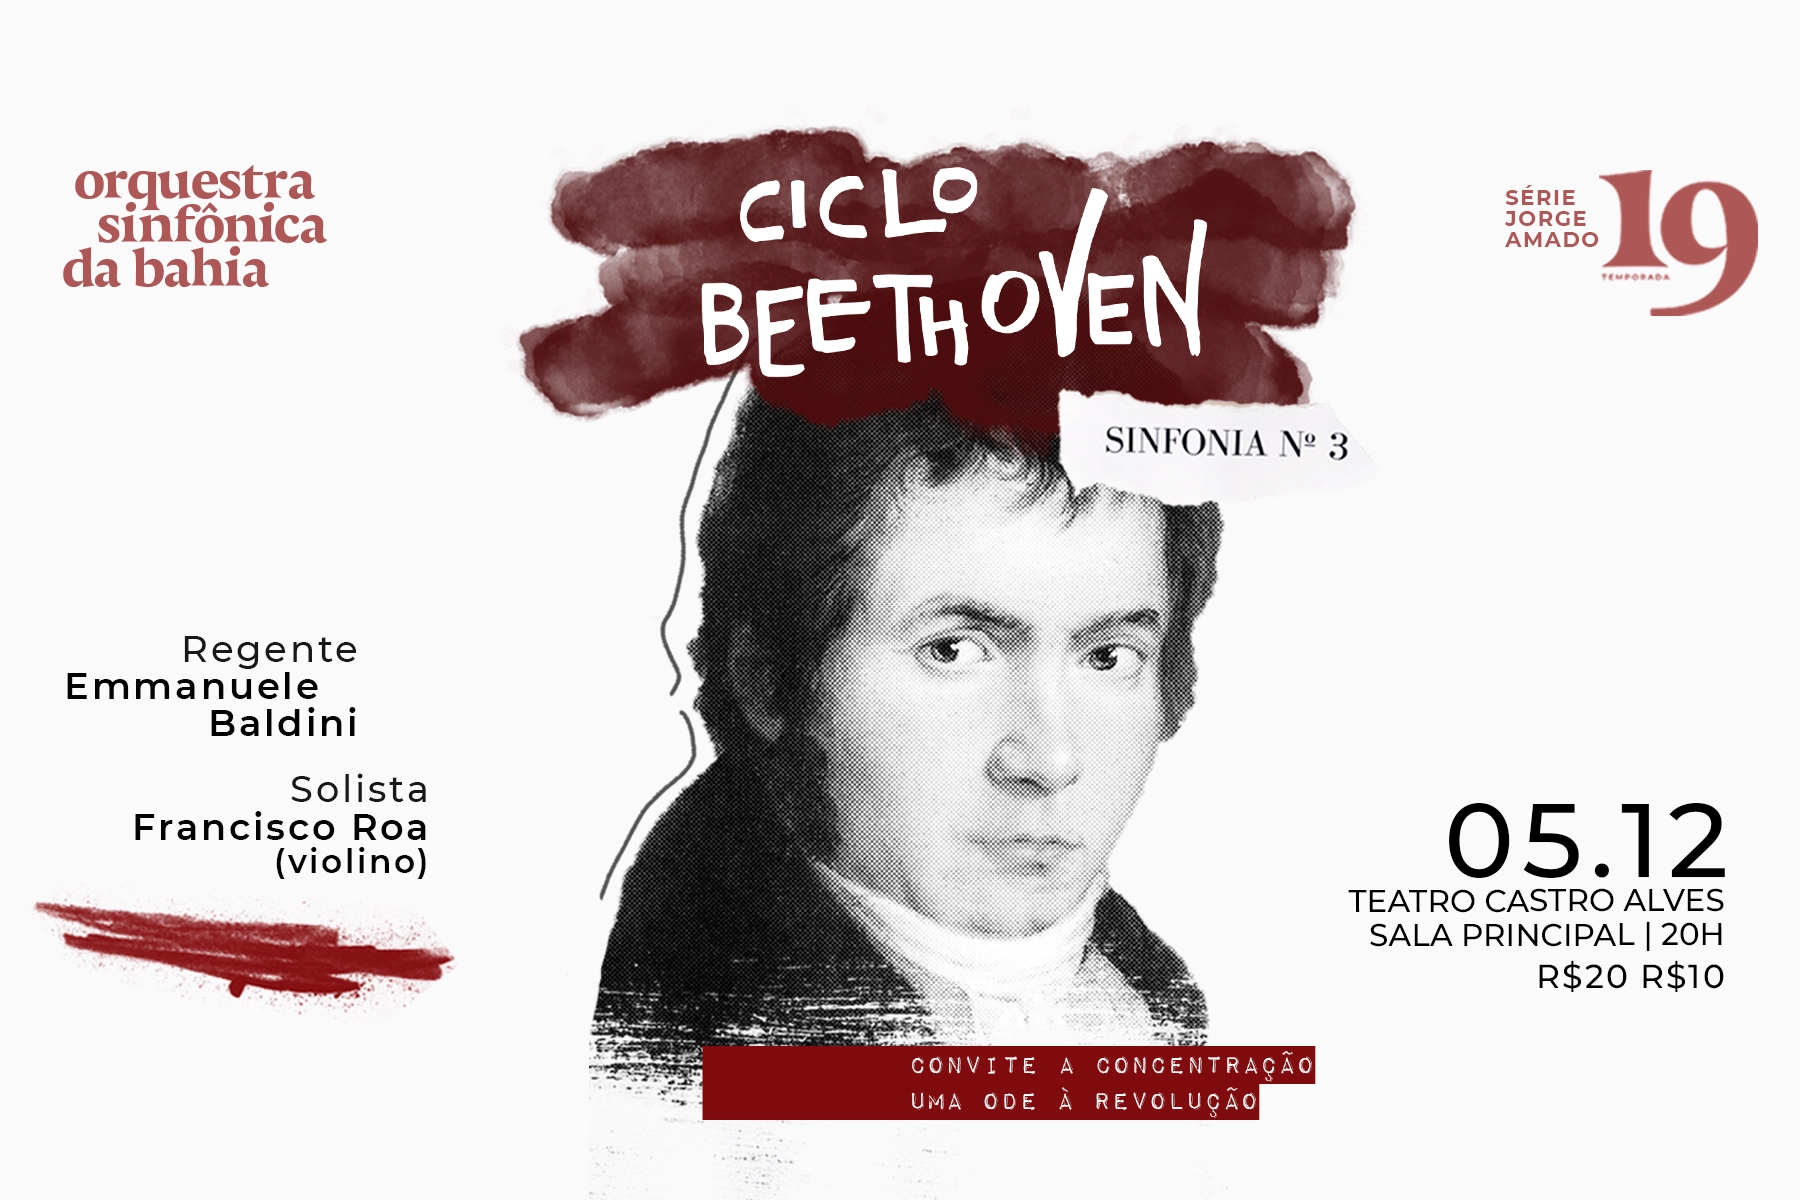 orquestra
sinfônica
da bahia
CICLO
BEETHOVEN
SINFONIA Nº 3
SÉRIE
JORGE
AMADO
19
TEMPORADA
Regente
Emmanuele
Baldini
Solista
Francisco Roa
(violino)
05.12
TEATRO CASTRO ALVES
SALA PRINCIPAL | 20H
R$20 R$10
CONVITE A CONCENTRAÇÃO
UMA ODE À REVOLUÇÃO